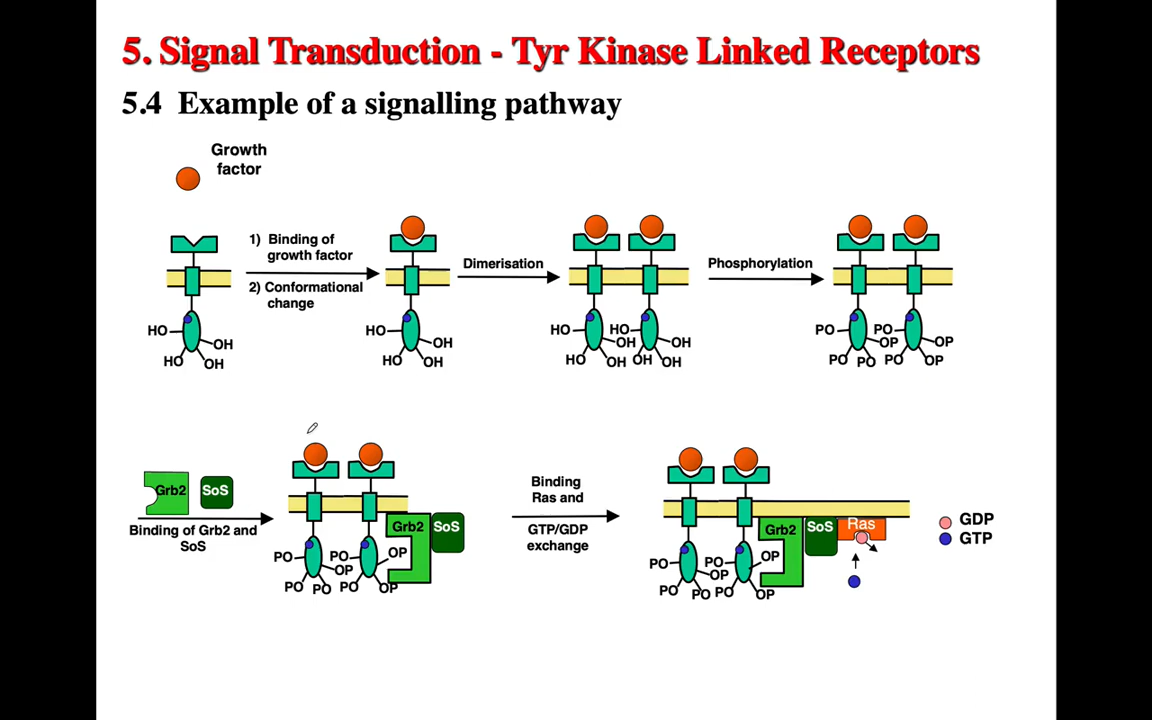 5. Signal Transduction - Tyr Kinase Linked Receptors
5.4 Example of a signalling pathway
Growth
factor
1) Binding of
growth factor
2) Conformational
change
Dimerisation
Phosphorylation
HO
OH
HO
OH
HO
OH
HO
OH
HO
HO
OH
OH
HO
OH
OH
OH
PO
PO
OP
OP
PO
PO
PO
OP
Grb2
SoS
Binding of Grb2 and
SoS
Grb2
SoS
PO
PO
OP
OP
PO
PO
PO
OP
Binding
Ras and
GTP/GDP
exchange
Grb2
SoS
Ras
PO
PO
OP
OP
PO
PO
PO
OP
GDP
GTP